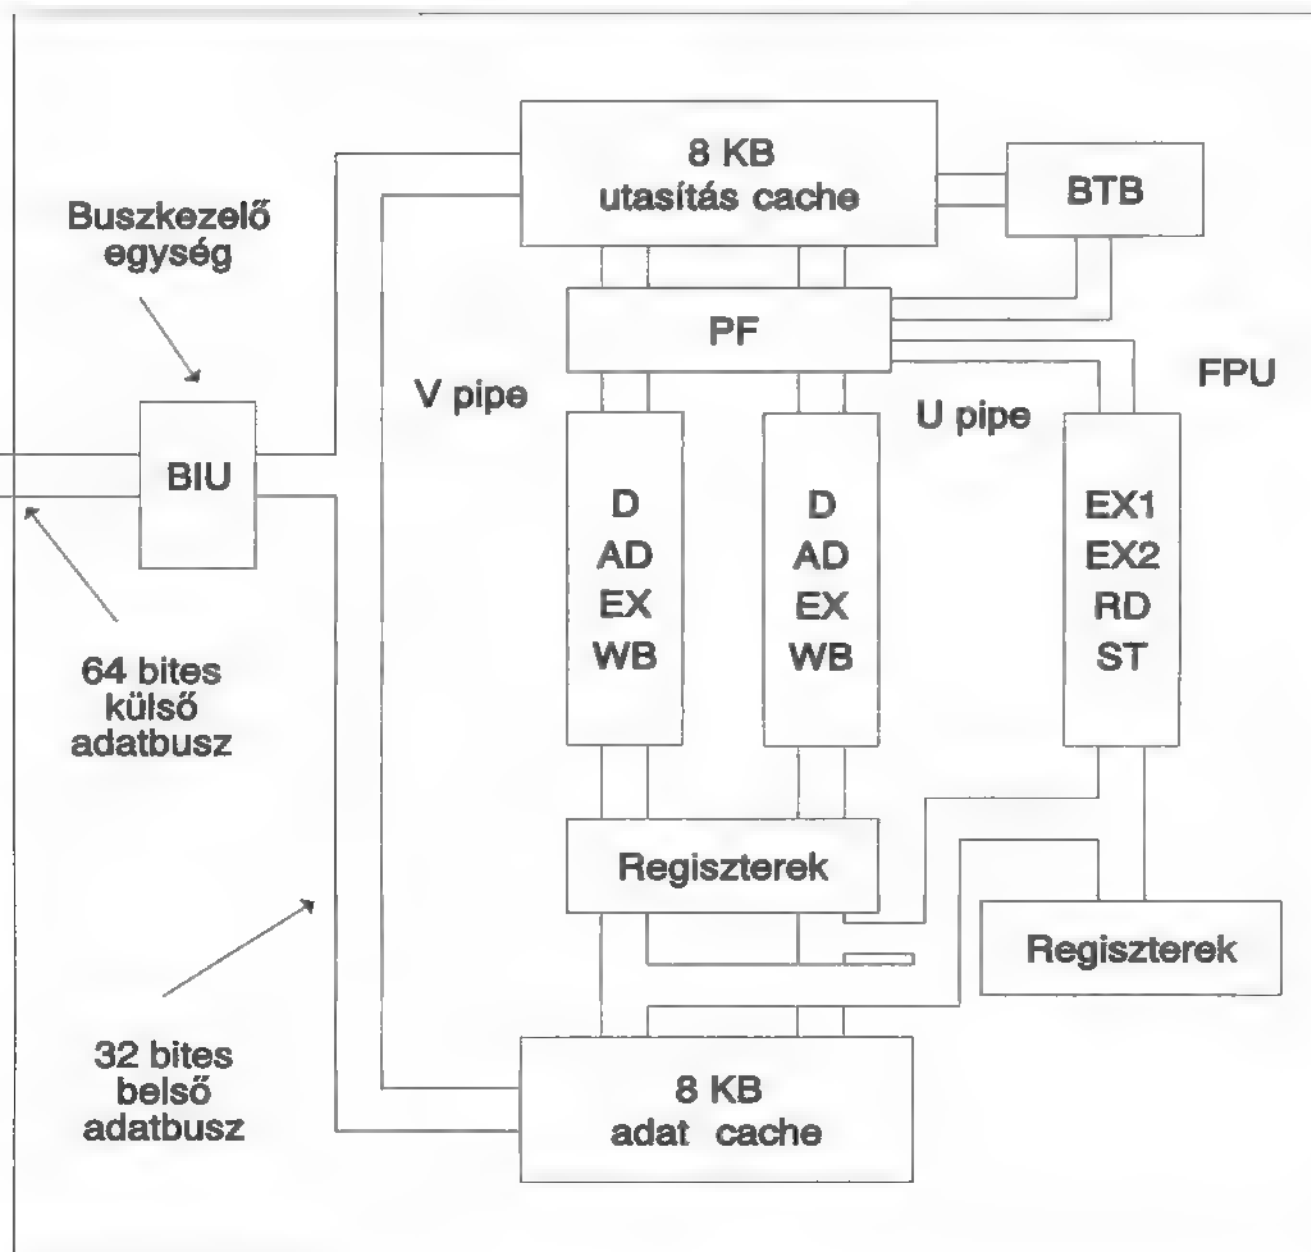 8 KB
utasítás cache
BTB
Buszkezelő
egység
PF
V pipe
U pipe
FPU
BIU
D
AD
EX
WB
D
AD
EX
WB
EX1
EX2
RD
ST
64 bites
külső
adatbusz
Regiszterek
Regiszterek
32 bites
belső
adatbusz
8 KB
adat cache